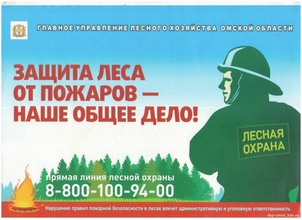 ГЛАВНОЕ УПРАВЛЕНИЕ ЛЕСНОГО ХОЗЯЙСТВА ОМСКОЙ ОБЛАСТИ
ЗАЩИТА ЛЕСА
ОТ ПОЖАРОВ —
НАШЕ ОБЩЕЕ ДЕЛО!
ЛЕСНАЯ
ОХРАНА
прямая линия лесной охраны
8-800-100-94-00
Нарушение правил пожарной безопасности в лесах влечет административную и уголовную ответственность